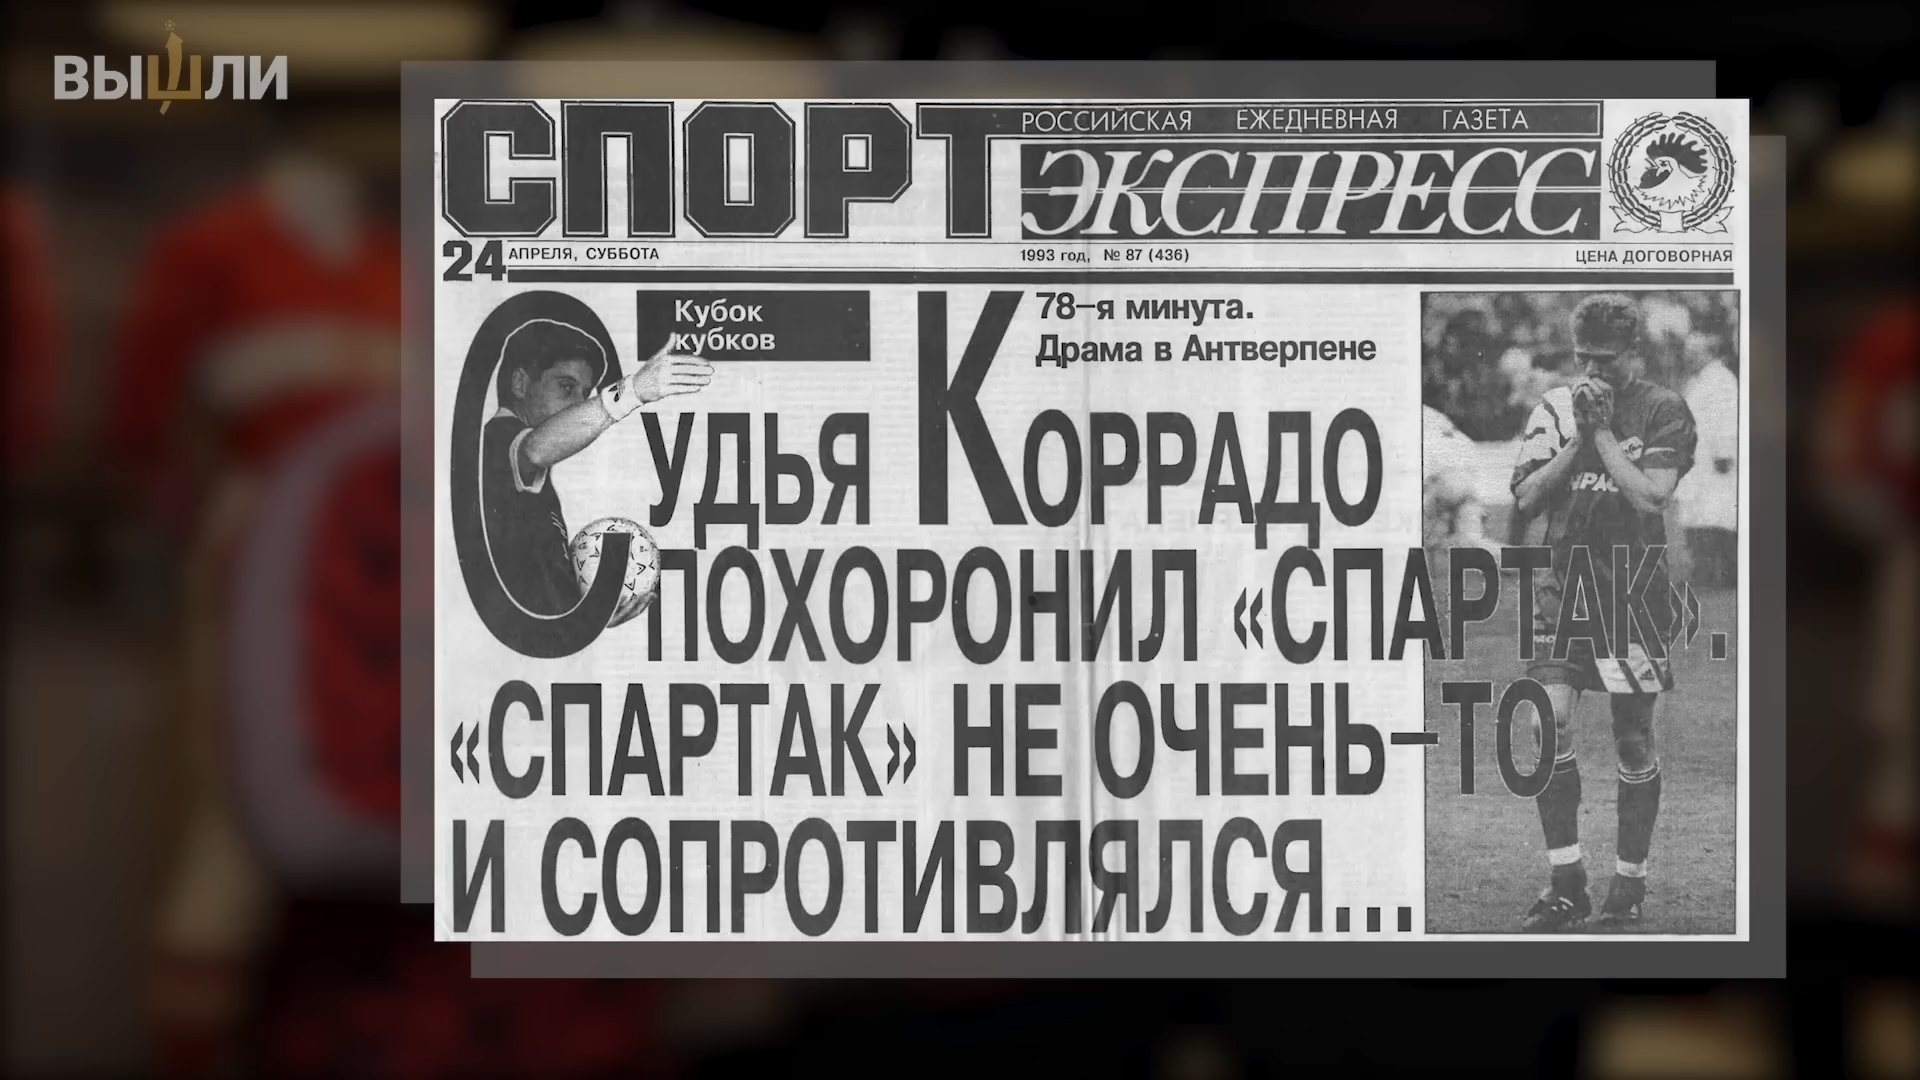 ВЫШЛИ
СПОРТ ЭКСПРЕСС
РОССИЙСКАЯ ЕЖЕДНЕВНАЯ ГАЗЕТА
24 АПРЕЛЯ, СУББОТА
1993 год, № 87 (436)
ЦЕНА ДОГОВОРНАЯ
Кубок
кубков
78-я минута.
Драма в Антверпене
СУДЬЯ КОРРАДО
ПОХОРОНИЛ «СПАРТАК».
«СПАРТАК» НЕ ОЧЕНЬ-ТО
И СОПРОТИВЛЯЛСЯ...